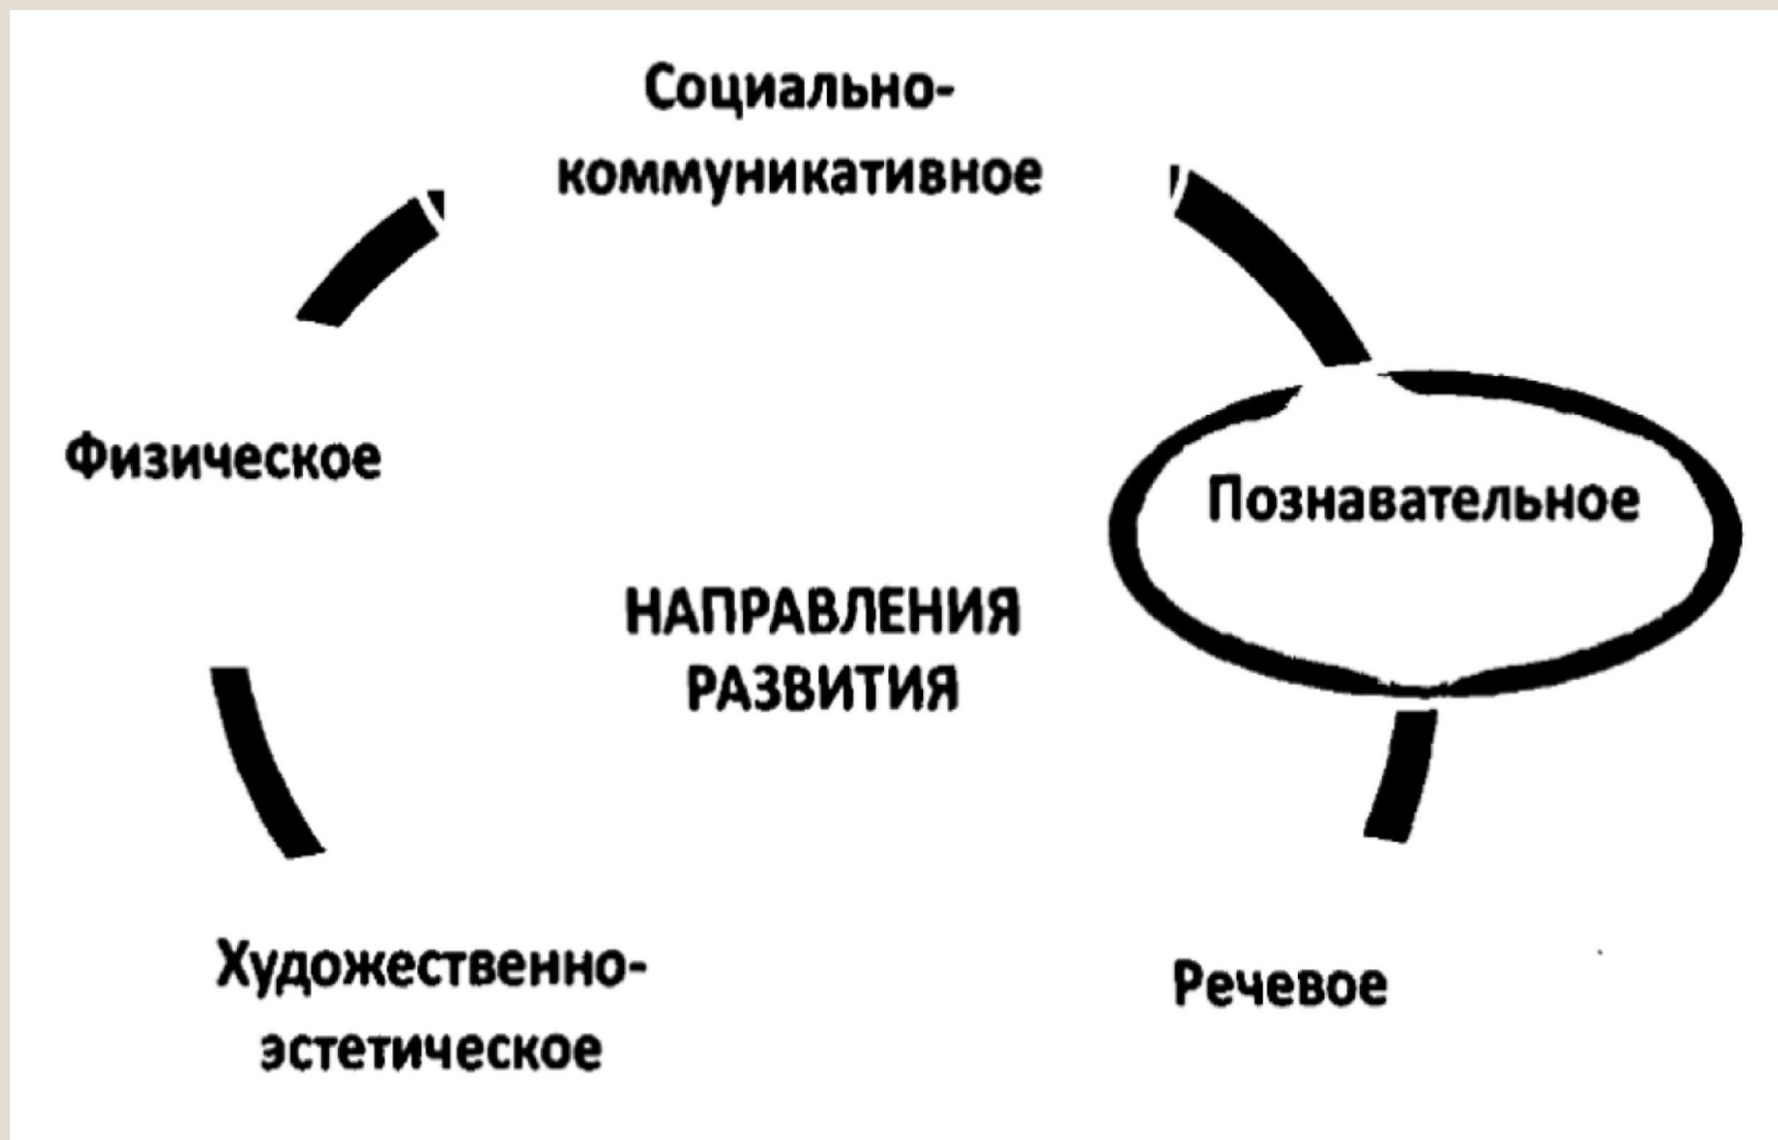 Социально-
коммуникативное
Физическое
Познавательное
НАПРАВЛЕНИЯ
РАЗВИТИЯ
Художественно-
эстетическое
Речевое